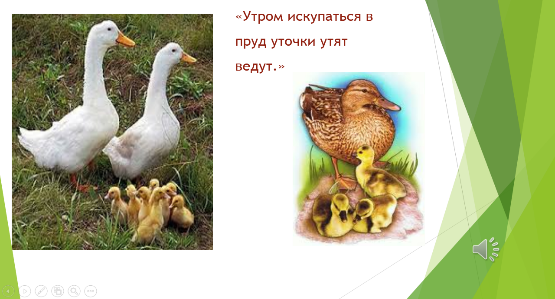 «Утром искупаться в
пруд уточки утят
ведут.»